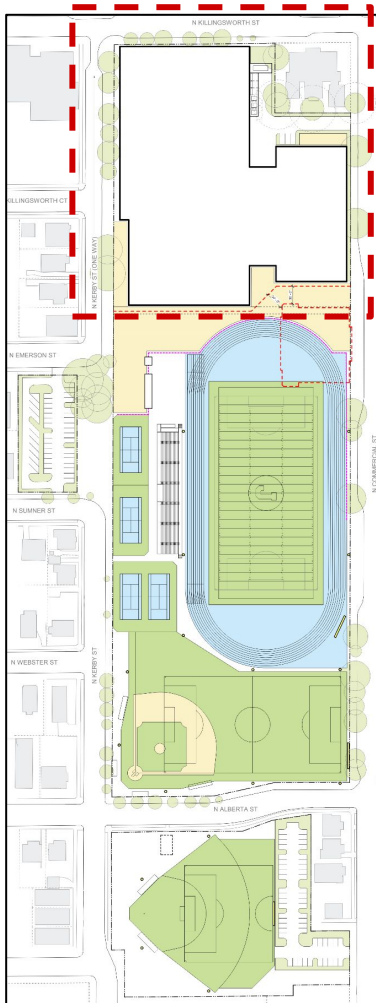 N KILLINGSWORTH ST
KILLINGSWORTH CT
N KERBY ST (ONE WAY)
N EMERSON ST
N COMMERCIAL ST
N SUMNER ST
N WEBSTER ST
N KERBY ST
N ALBERTA ST